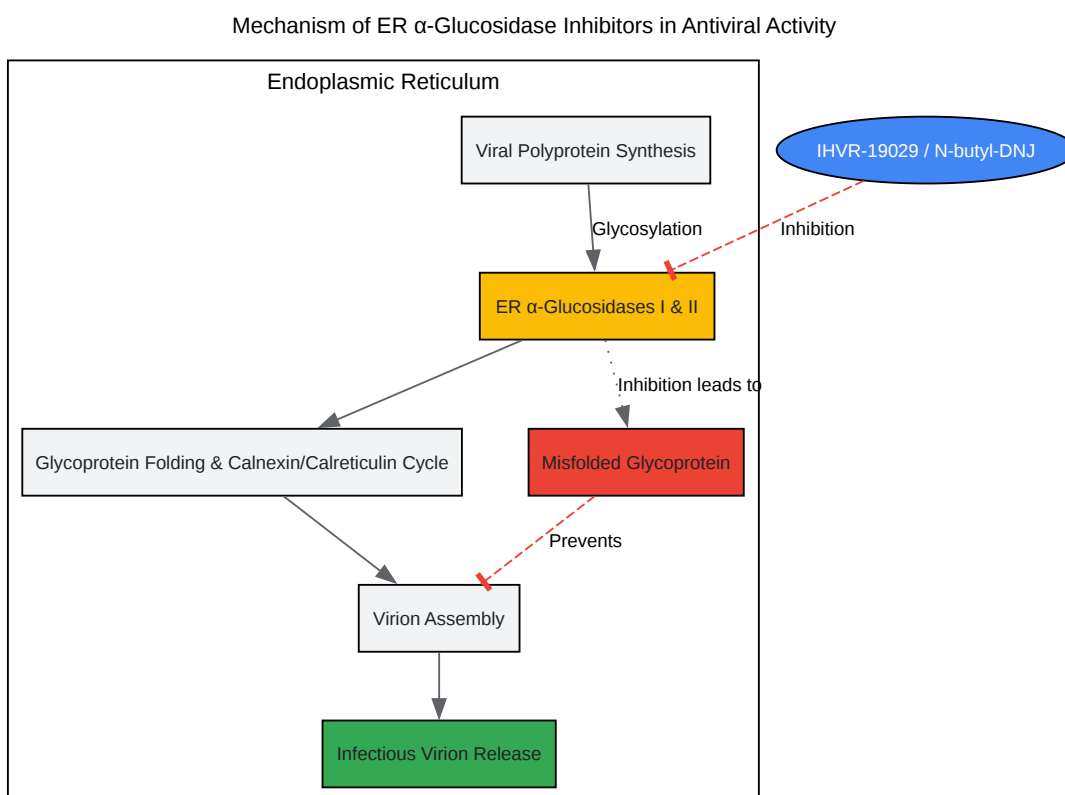 Mechanism of ER α-Glucosidase Inhibitors in Antiviral Activity
Endoplasmic Reticulum
Viral Polyprotein Synthesis
IHVR-19029 / N-butyl-DNJ
Glycosylation
Inhibition
ER α-Glucosidases I & II
Inhibition leads to
Glycoprotein Folding & Calnexin/Calreticulin Cycle
Misfolded Glycoprotein
Prevents
Virion Assembly
Infectious Virion Release